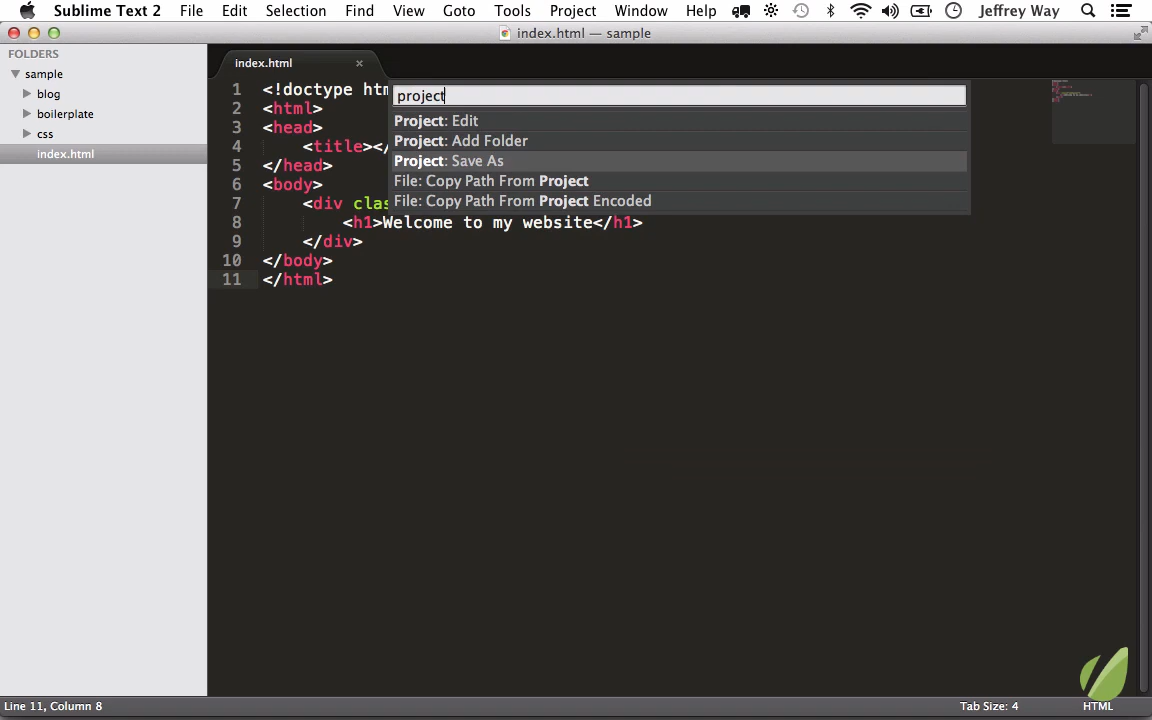 Sublime Text 2 File Edit Selection Find View Goto Tools Project Window Help Jeffrey Way
index.html — sample
FOLDERS
sample
blog
boilerplate
css
index.html
index.html
project
Project: Edit
Project: Add Folder
Project: Save As
File: Copy Path From Project
File: Copy Path From Project Encoded
1 <!doctype htm
2 <html>
3 <head>
4 <title></
5 </head>
6 <body>
7 <div clas
8 <h1>Welcome to my website</h1>
9 </div>
10 </body>
11 </html>
Line 11, Column 8 Tab Size: 4 HTML